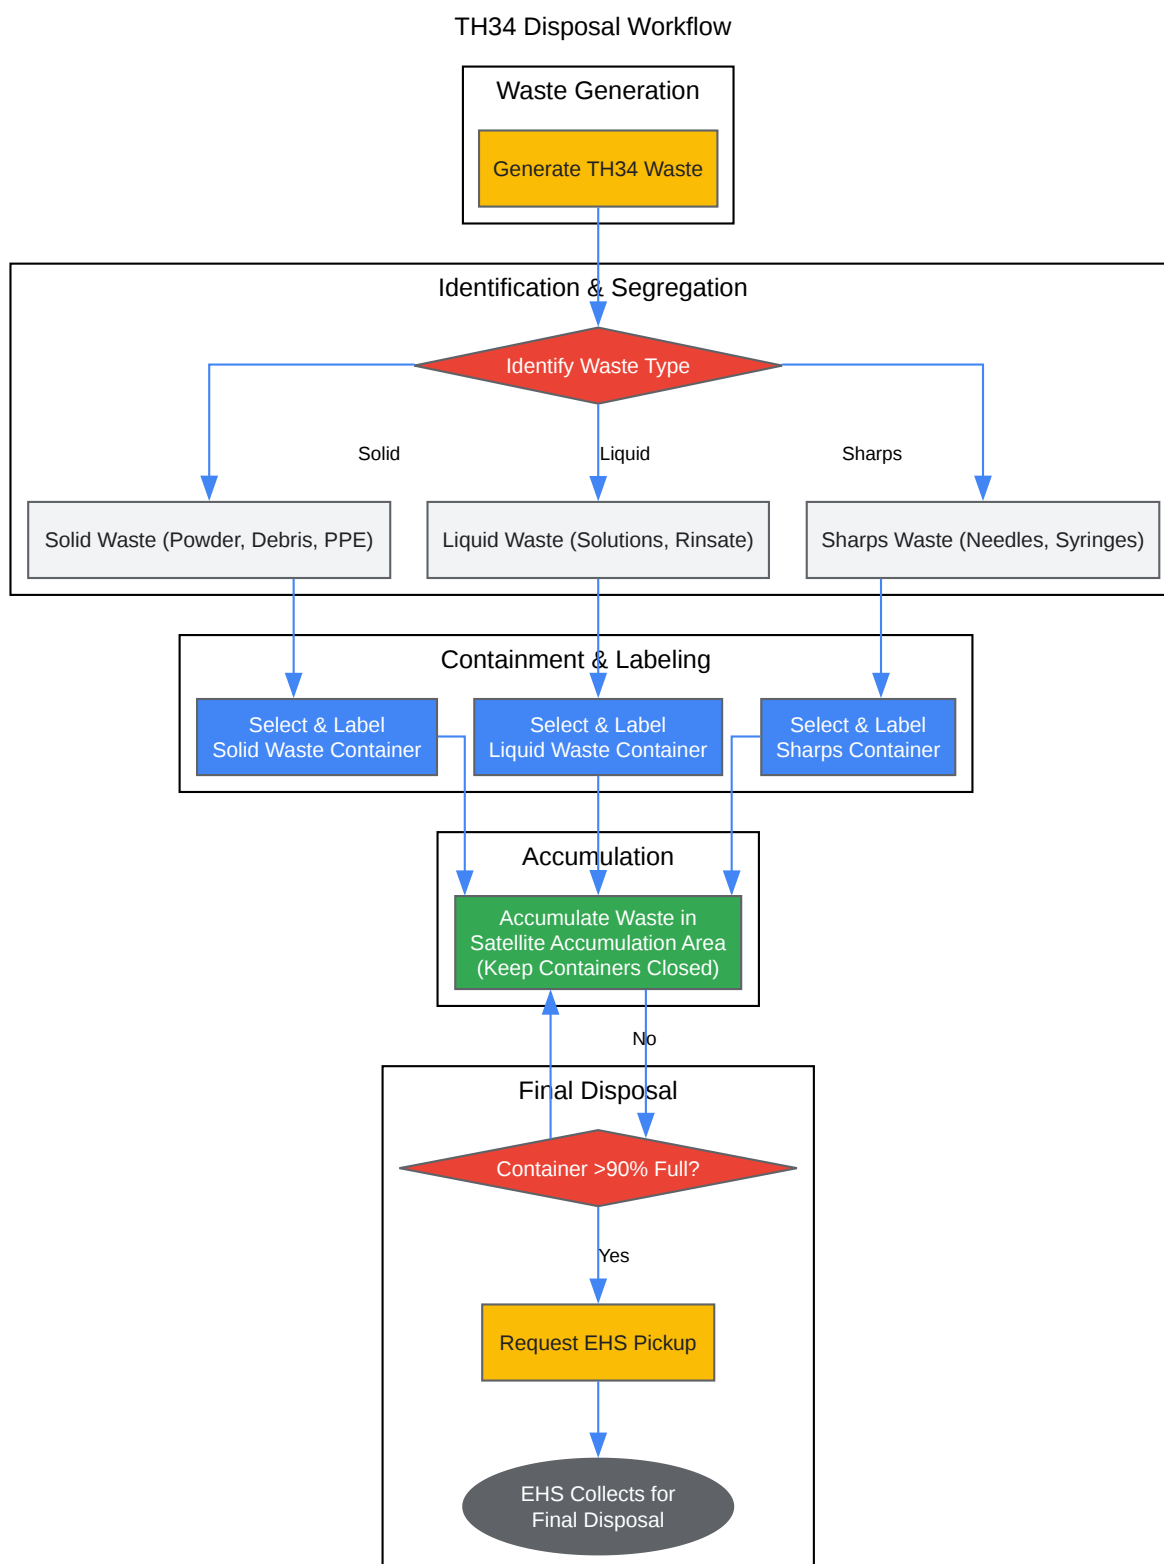 TH34 Disposal Workflow
Waste Generation
Generate TH34 Waste
Identification & Segregation
Identify Waste Type
Solid
Liquid
Sharps
Solid Waste (Powder, Debris, PPE)
Liquid Waste (Solutions, Rinsate)
Sharps Waste (Needles, Syringes)
Containment & Labeling
Select & Label
Solid Waste Container
Select & Label
Liquid Waste Container
Select & Label
Sharps Container
Accumulation
Accumulate Waste in
Satellite Accumulation Area
(Keep Containers Closed)
No
Final Disposal
Container >90% Full?
Yes
Request EHS Pickup
EHS Collects for
Final Disposal